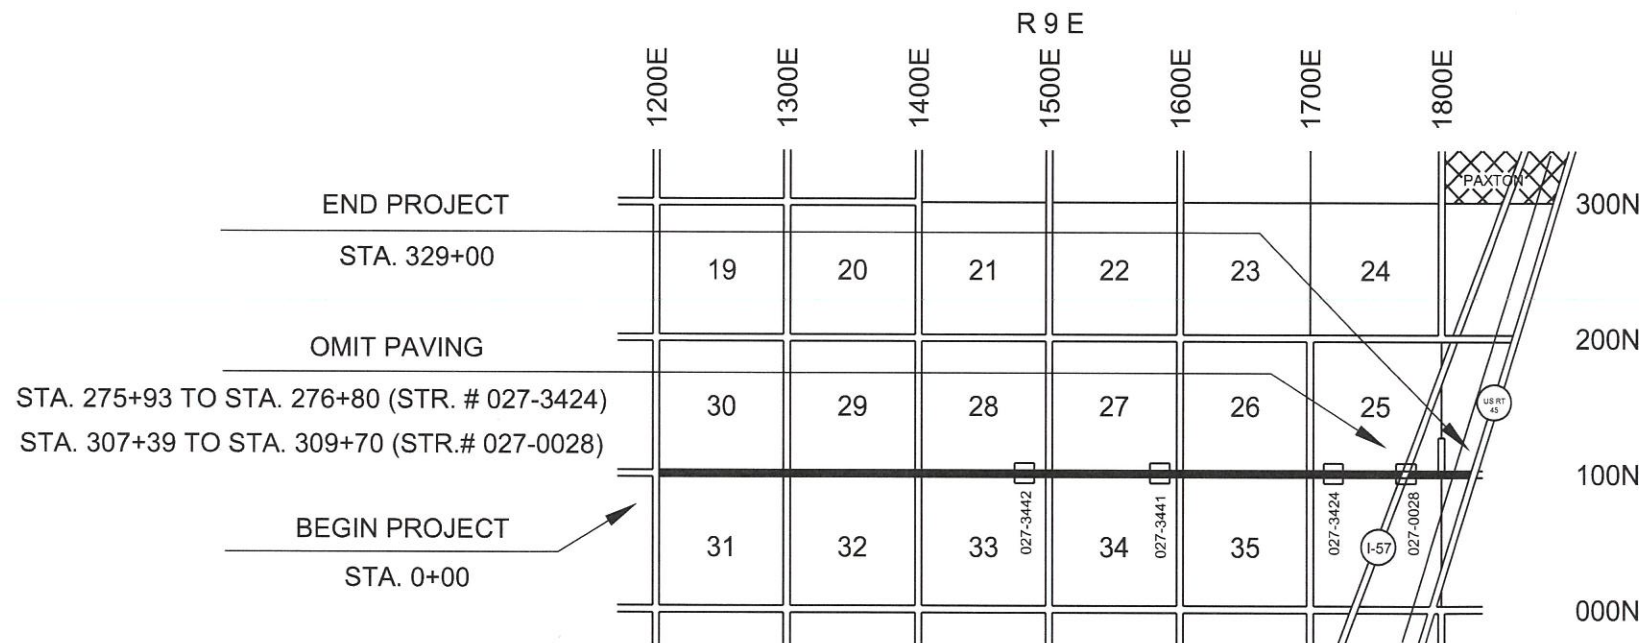 R 9 E
1200E
1300E
1400E
1500E
1600E
1700E
1800E
PAXTON
END PROJECT
STA. 329+00
300N
19
20
21
22
23
24
200N
OMIT PAVING
STA. 275+93 TO STA. 276+80 (STR. # 027-3424)
STA. 307+39 TO STA. 309+70 (STR.# 027-0028)
30
29
28
27
26
25
US RT
45
100N
BEGIN PROJECT
STA. 0+00
31
32
33
027-3442
34
027-3441
35
027-3424
I-57
027-0028
000N